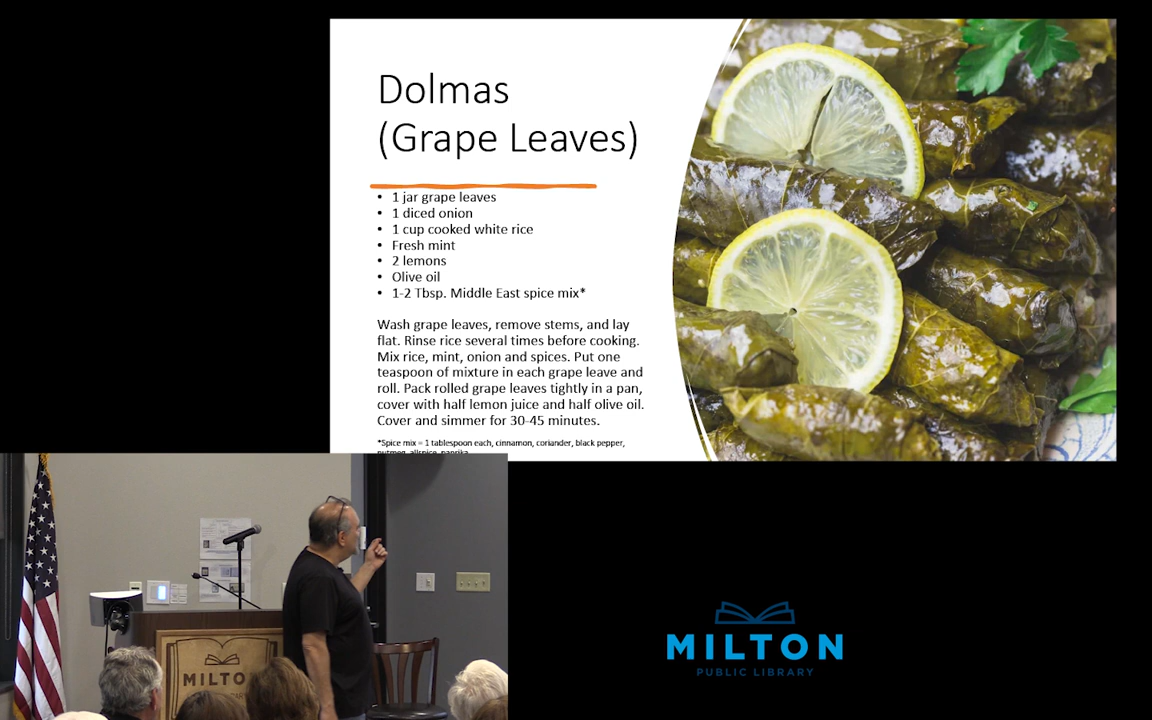 Dolmas
(Grape Leaves)
• 1 jar grape leaves
• 1 diced onion
• 1 cup cooked white rice
• Fresh mint
• 2 lemons
• Olive oil
• 1-2 Tbsp. Middle East spice mix*
Wash grape leaves, remove stems, and lay
flat. Rinse rice several times before cooking.
Mix rice, mint, onion and spices. Put one
teaspoon of mixture in each grape leave and
roll. Pack rolled grape leaves tightly in a pan,
cover with half lemon juice and half olive oil.
Cover and simmer for 30-45 minutes.
*Spice mix = 1 tablespoon each, cinnamon, coriander, black pepper,
nutmeg, allspice, paprika
MILTO
MILTON
PUBLIC LIBRARY